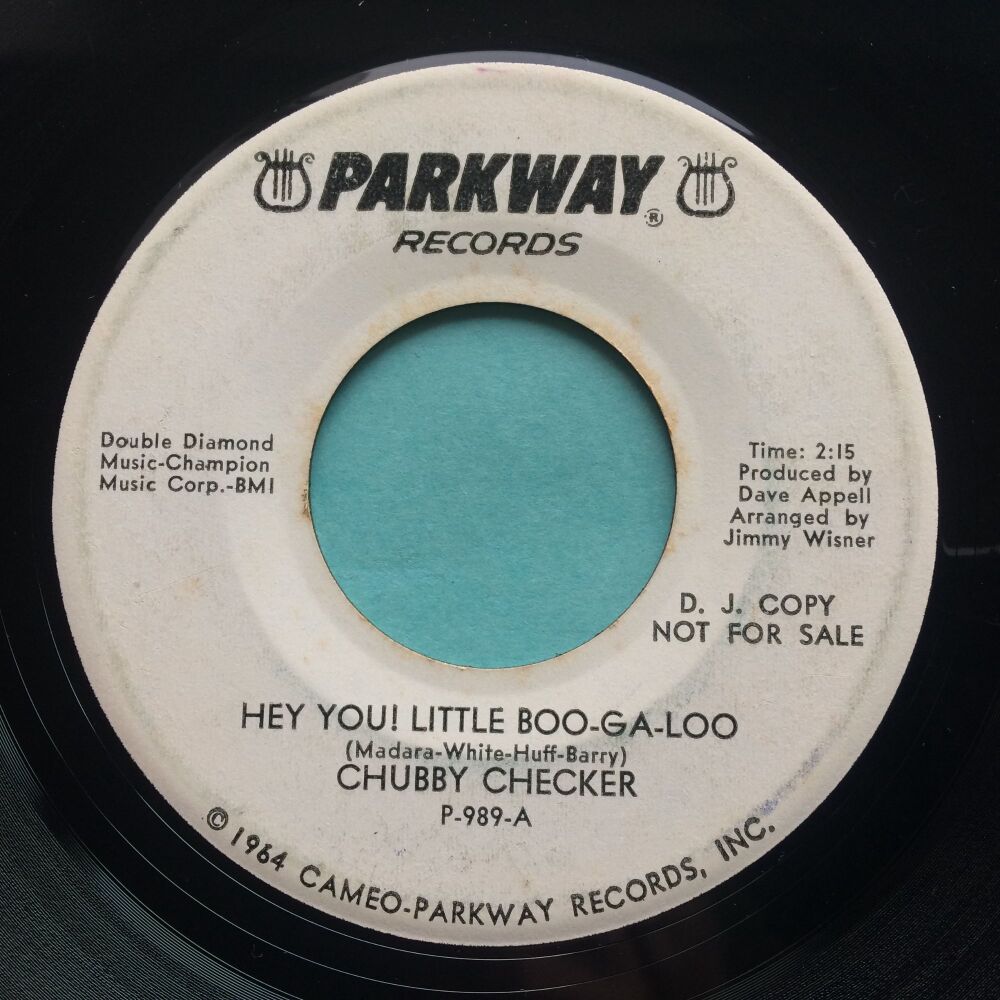 PARKWAY®
RECORDS
Double Diamond
Music-Champion
Music Corp.-BMI
Time: 2:15
Produced by
Dave Appell
Arranged by
Jimmy Wisner
D. J. COPY
NOT FOR SALE
HEY YOU! LITTLE BOO-GA-LOO
(Madara-White-Huff-Barry)
CHUBBY CHECKER
P-989-A
© 1964 CAMEO-PARKWAY RECORDS, INC.